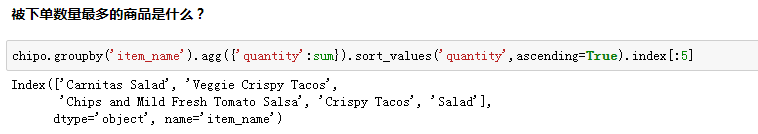 被下单数量最多的商品是什么？
chipo.groupby('item_name').agg({'quantity':sum}).sort_values('quantity',ascending=True).index[:5]
Index(['Carnitas Salad', 'Veggie Crispy Tacos',
       'Chips and Mild Fresh Tomato Salsa', 'Crispy Tacos', 'Salad'],
      dtype='object', name='item_name')